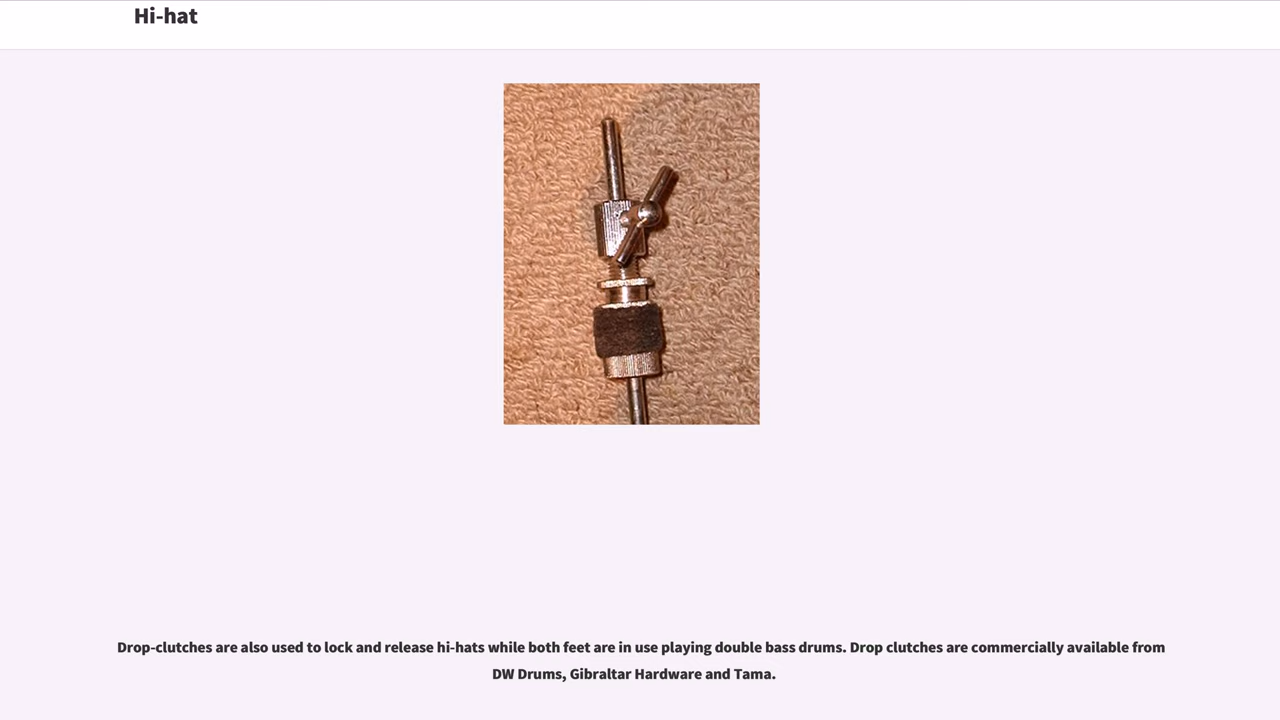 Hi-hat
Drop-clutches are also used to lock and release hi-hats while both feet are in use playing double bass drums. Drop clutches are commercially available from
DW Drums, Gibraltar Hardware and Tama.